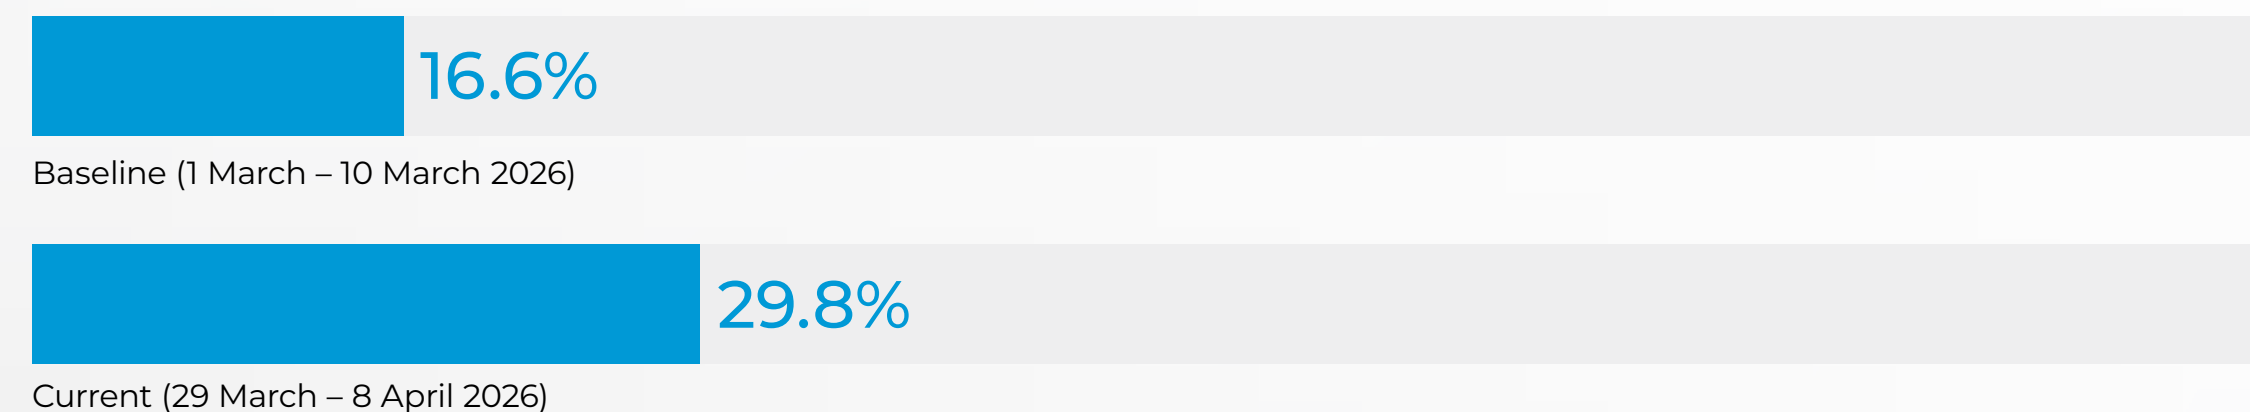 16.6%
Baseline (1 March – 10 March 2026)
29.8%
Current (29 March – 8 April 2026)